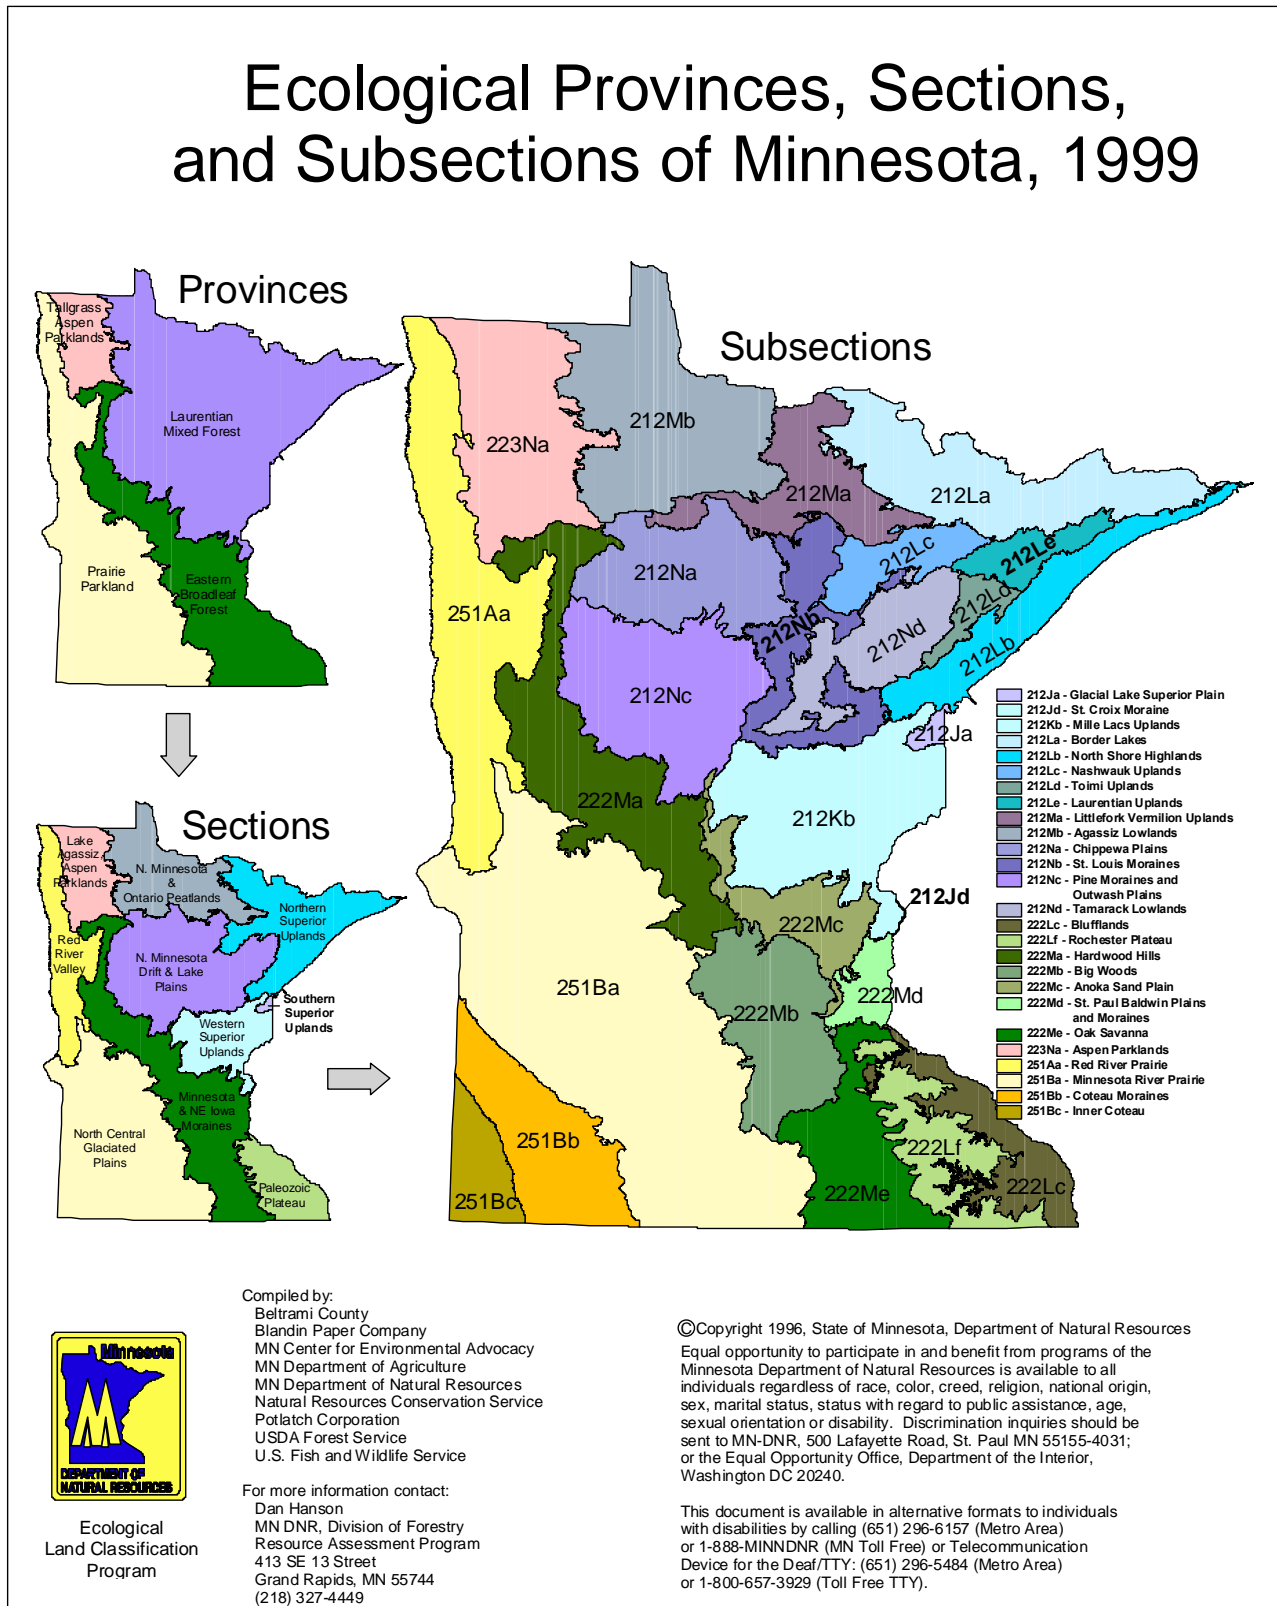 Ecological Provinces, Sections,
and Subsections of Minnesota, 1999
Provinces
Tallgrass
Aspen
Parklands
Laurentian
Mixed Forest
Prairie
Parkland
Eastern
Broadleaf
Forest
Sections
Lake
Agassiz,
Aspen
Parklands
N. Minnesota
&
Ontario Peatlands
Northern
Superior
Uplands
Red
River
Valley
N. Minnesota
Drift & Lake
Plains
Southern
Superior
Uplands
Western
Superior
Uplands
Minnesota
& NE Iowa
Moraines
North Central
Glaciated
Plains
Paleozoic
Plateau
Subsections
223Na
212Mb
212Ma
212La
212Lc
212Le
212Na
212Ld
251Aa
212Nb
212Nd
212Lb
212Nc
212Ja
222Ma
212Kb
212Jd
222Mc
251Ba
222Md
222Mb
251Bb
222Lf
251Bc
222Me
222Lc
212Ja - Glacial Lake Superior Plain
212Jd - St. Croix Moraine
212Kb - Mille Lacs Uplands
212La - Border Lakes
212Lb - North Shore Highlands
212Lc - Nashwauk Uplands
212Ld - Toimi Uplands
212Le - Laurentian Uplands
212Ma - Littlefork Vermilion Uplands
212Mb - Agassiz Lowlands
212Na - Chippewa Plains
212Nb - St. Louis Moraines
212Nc - Pine Moraines and
Outwash Plains
212Nd - Tamarack Lowlands
222Lc - Blufflands
222Lf - Rochester Plateau
222Ma - Hardwood Hills
222Mb - Big Woods
222Mc - Anoka Sand Plain
222Md - St. Paul Baldwin Plains
and Moraines
222Me - Oak Savanna
223Na - Aspen Parklands
251Aa - Red River Prairie
251Ba - Minnesota River Prairie
251Bb - Coteau Moraines
251Bc - Inner Coteau
Minnesota
DEPARTMENT OF
NATURAL RESOURCES
Ecological
Land Classification
Program
Compiled by:
Beltrami County
Blandin Paper Company
MN Center for Environmental Advocacy
MN Department of Agriculture
MN Department of Natural Resources
Natural Resources Conservation Service
Potlatch Corporation
USDA Forest Service
U.S. Fish and Wildlife Service
For more information contact:
Dan Hanson
MN DNR, Division of Forestry
Resource Assessment Program
413 SE 13 Street
Grand Rapids, MN 55744
(218) 327-4449
©Copyright 1996, State of Minnesota, Department of Natural Resources
Equal opportunity to participate in and benefit from programs of the
Minnesota Department of Natural Resources is available to all
individuals regardless of race, color, creed, religion, national origin,
sex, marital status, status with regard to public assistance, age,
sexual orientation or disability. Discrimination inquiries should be
sent to MN-DNR, 500 Lafayette Road, St. Paul MN 55155-4031;
or the Equal Opportunity Office, Department of the Interior,
Washington DC 20240.
This document is available in alternative formats to individuals
with disabilities by calling (651) 296-6157 (Metro Area)
or 1-888-MINNDNR (MN Toll Free) or Telecommunication
Device for the Deaf/TTY: (651) 296-5484 (Metro Area)
or 1-800-657-3929 (Toll Free TTY).